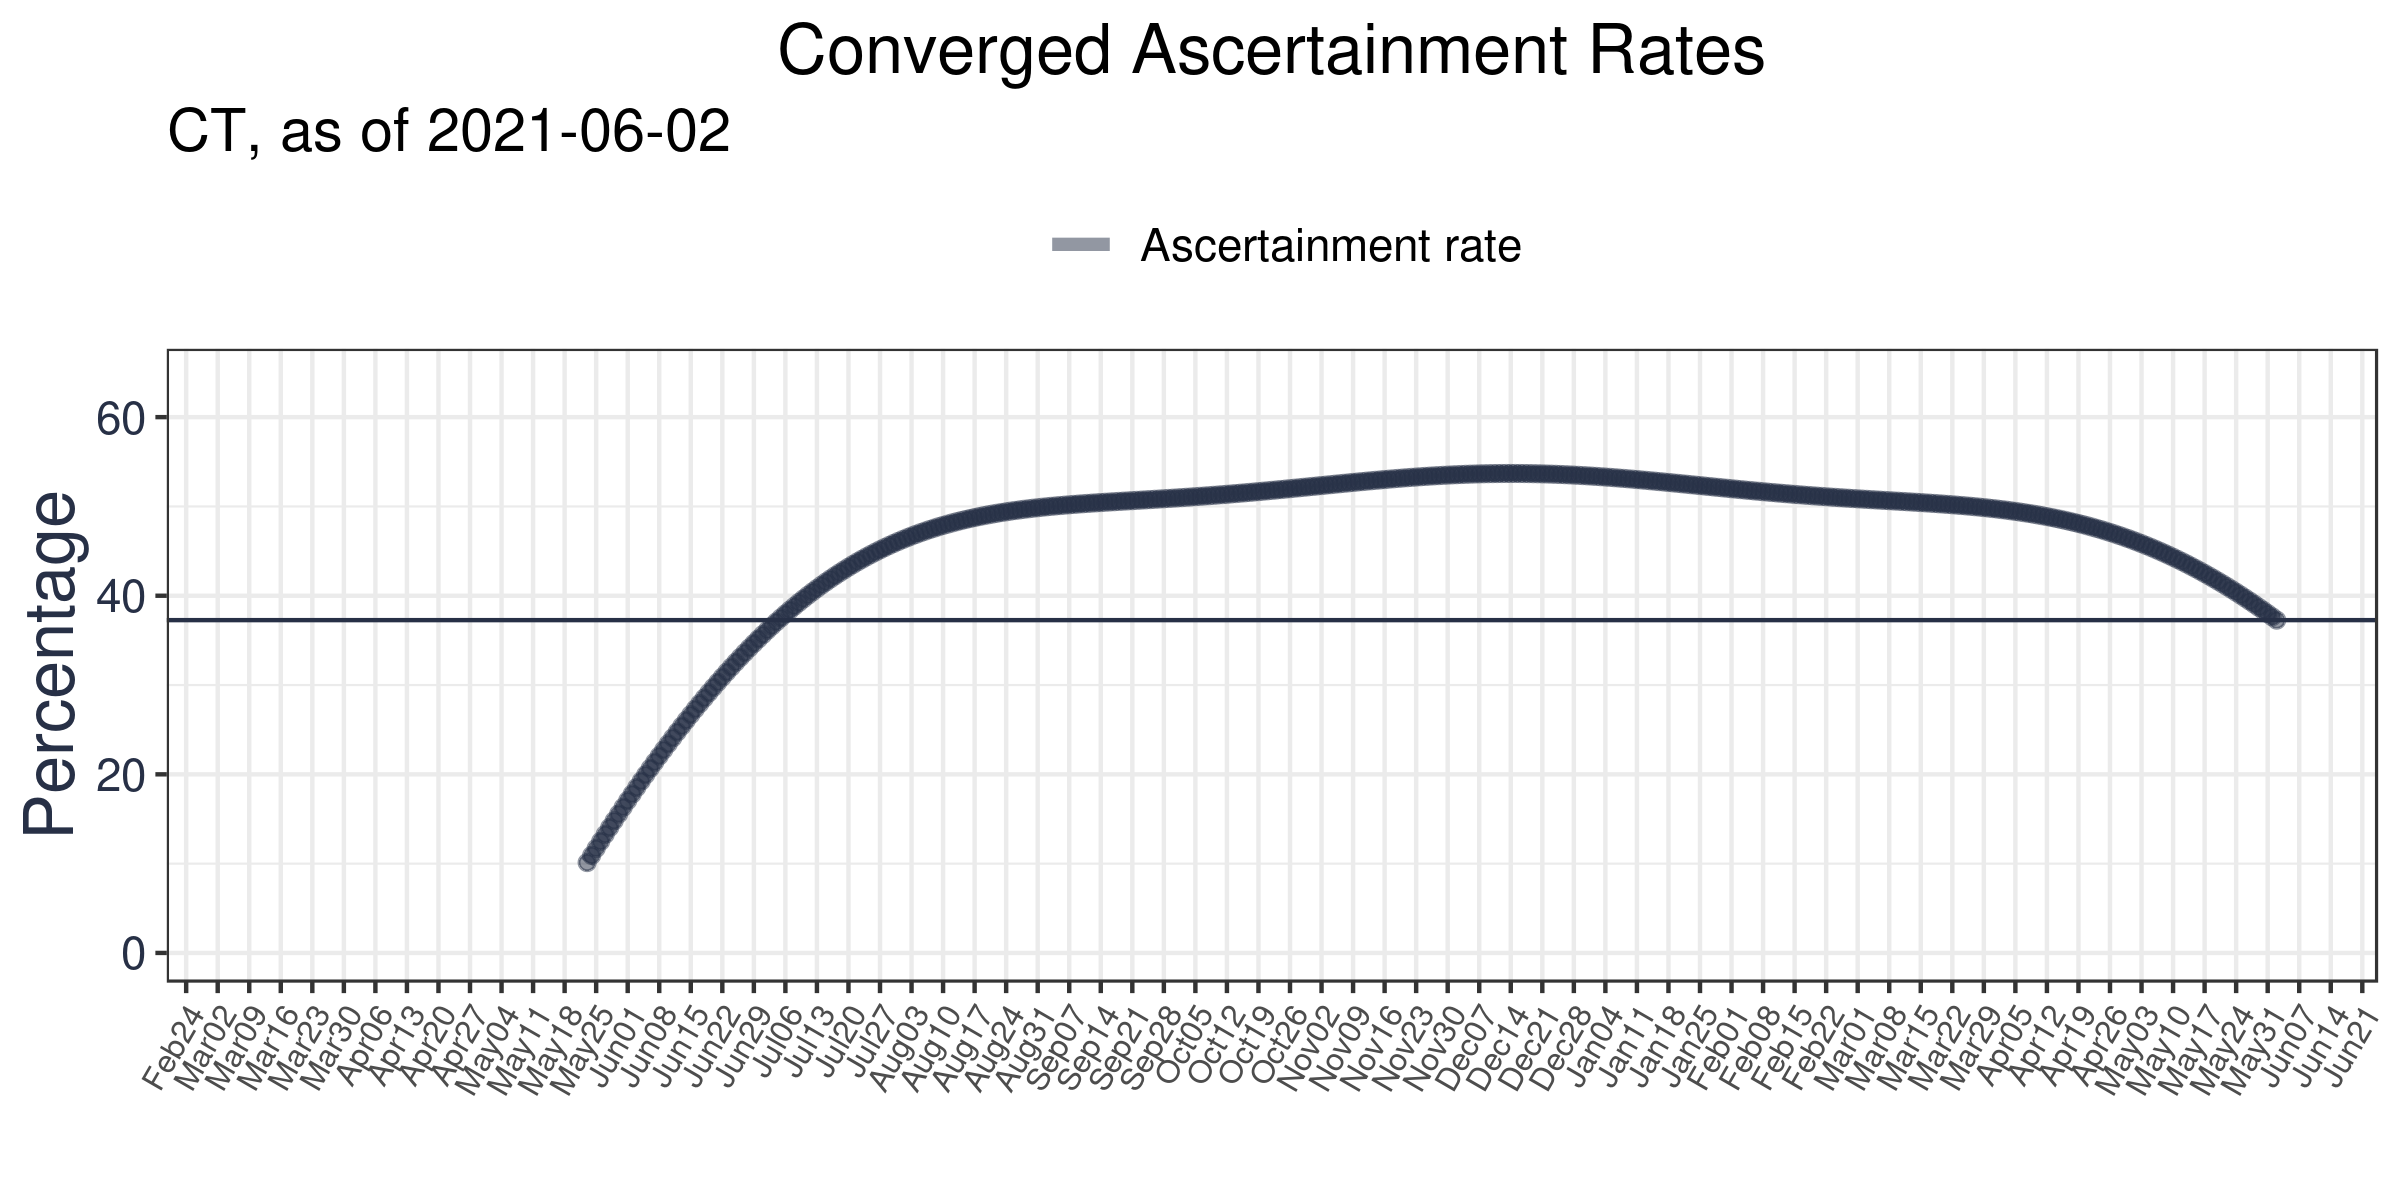 Converged Ascertainment Rates
CT, as of 2021-06-02
Ascertainment rate
Percentage
60
40
20
0
Feb24
Mar02
Mar09
Mar16
Mar23
Mar30
Apr06
Apr13
Apr20
Apr27
May04
May11
May18
May25
Jun01
Jun08
Jun15
Jun22
Jun29
Jul06
Jul13
Jul20
Jul27
Aug03
Aug10
Aug17
Aug24
Aug31
Sep07
Sep14
Sep21
Sep28
Oct05
Oct12
Oct19
Oct26
Nov02
Nov09
Nov16
Nov23
Nov30
Dec07
Dec14
Dec21
Dec28
Jan04
Jan11
Jan18
Jan25
Feb01
Feb08
Feb15
Feb22
Mar01
Mar08
Mar15
Mar22
Mar29
Apr05
Apr12
Apr19
Apr26
May03
May10
May17
May24
May31
Jun07
Jun14
Jun21